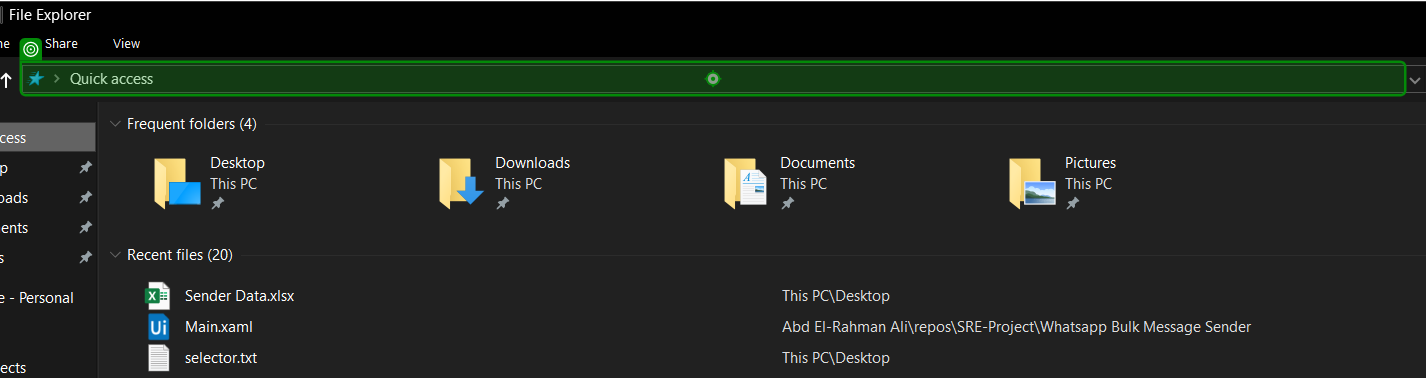 File Explorer
ne Share View
Quick access
cess
p
oads
ents
s
e - Personal
ects
Frequent folders (4)
Desktop
This PC
Downloads
This PC
Documents
This PC
Pictures
This PC
Recent files (20)
Sender Data.xlsx This PC\Desktop
Main.xaml Abd El-Rahman Ali\repos\SRE-Project\Whatsapp Bulk Message Sender
selector.txt This PC\Desktop